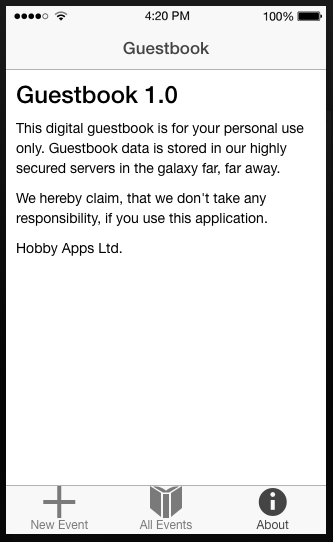 4:20 PM 100%
Guestbook
Guestbook 1.0
This digital guestbook is for your personal use
only. Guestbook data is stored in our highly
secured servers in the galaxy far, far away.
We hereby claim, that we don't take any
responsibility, if you use this application.
Hobby Apps Ltd.
New Event All Events About